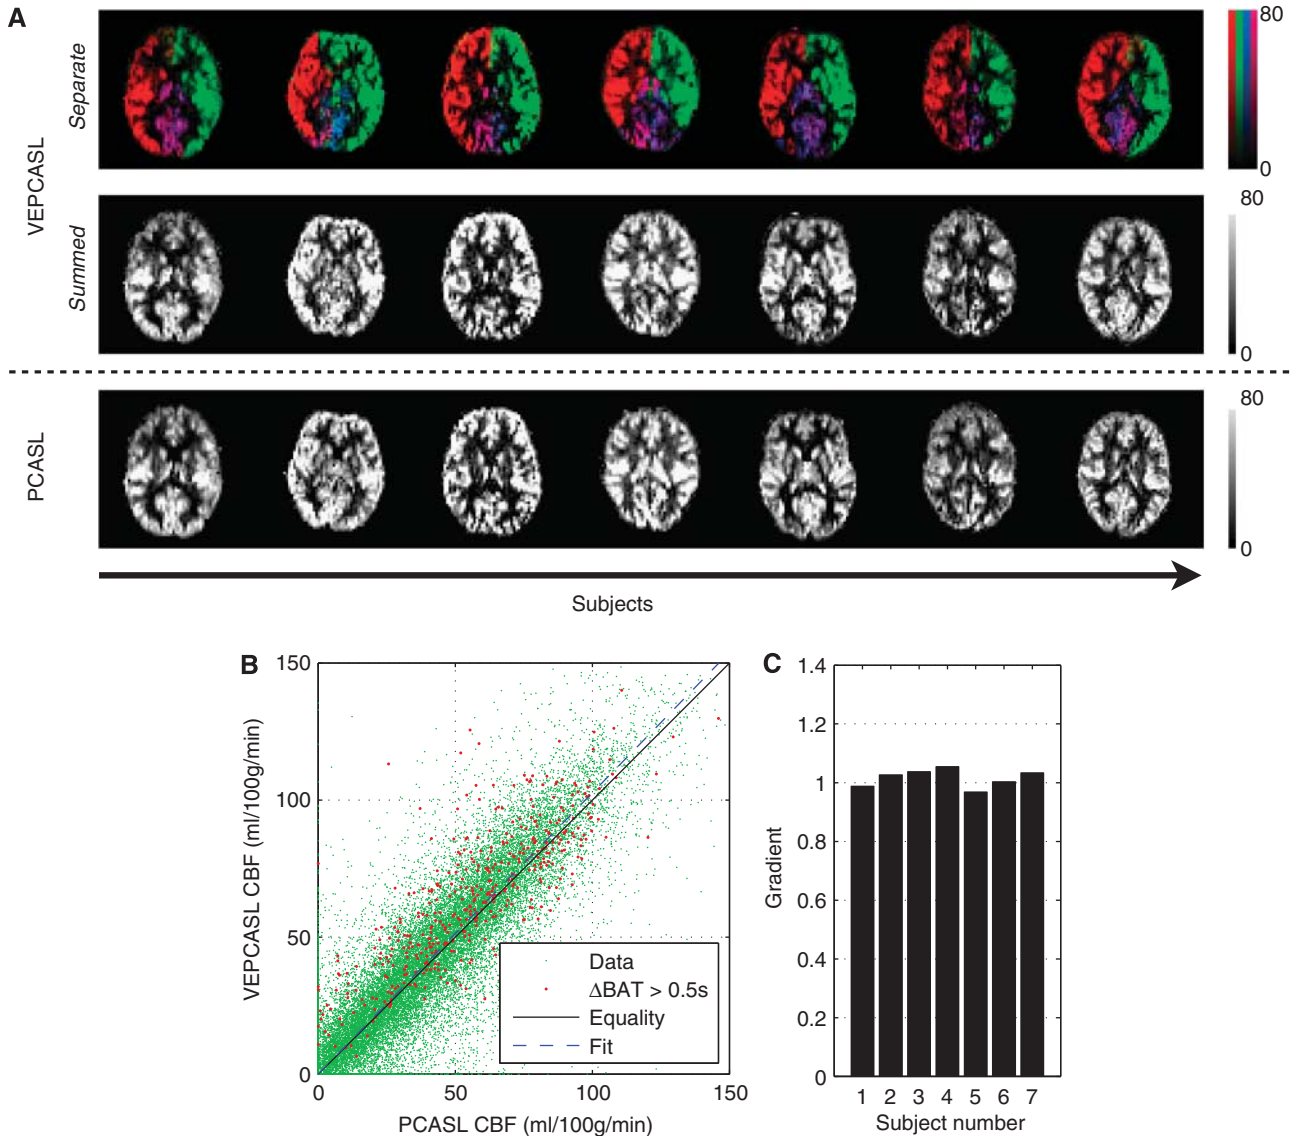 A
VEPCASL
Separate
80
0
Summed
80
0
PCASL
80
0
Subjects
B
VEPCASL CBF (ml/100g/min)
150
100
50
0
0 50 100 150
PCASL CBF (ml/100g/min)
Data
ΔBAT > 0.5s
Equality
Fit
C
Gradient
1.4
1.2
1
0.8
0.6
0.4
0.2
0
1 2 3 4 5 6 7
Subject number